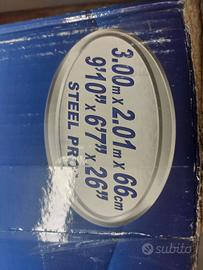 3.00m x 2.01m x 66cm
9'10" x 6'7" x 26"
STEEL PRO
subito